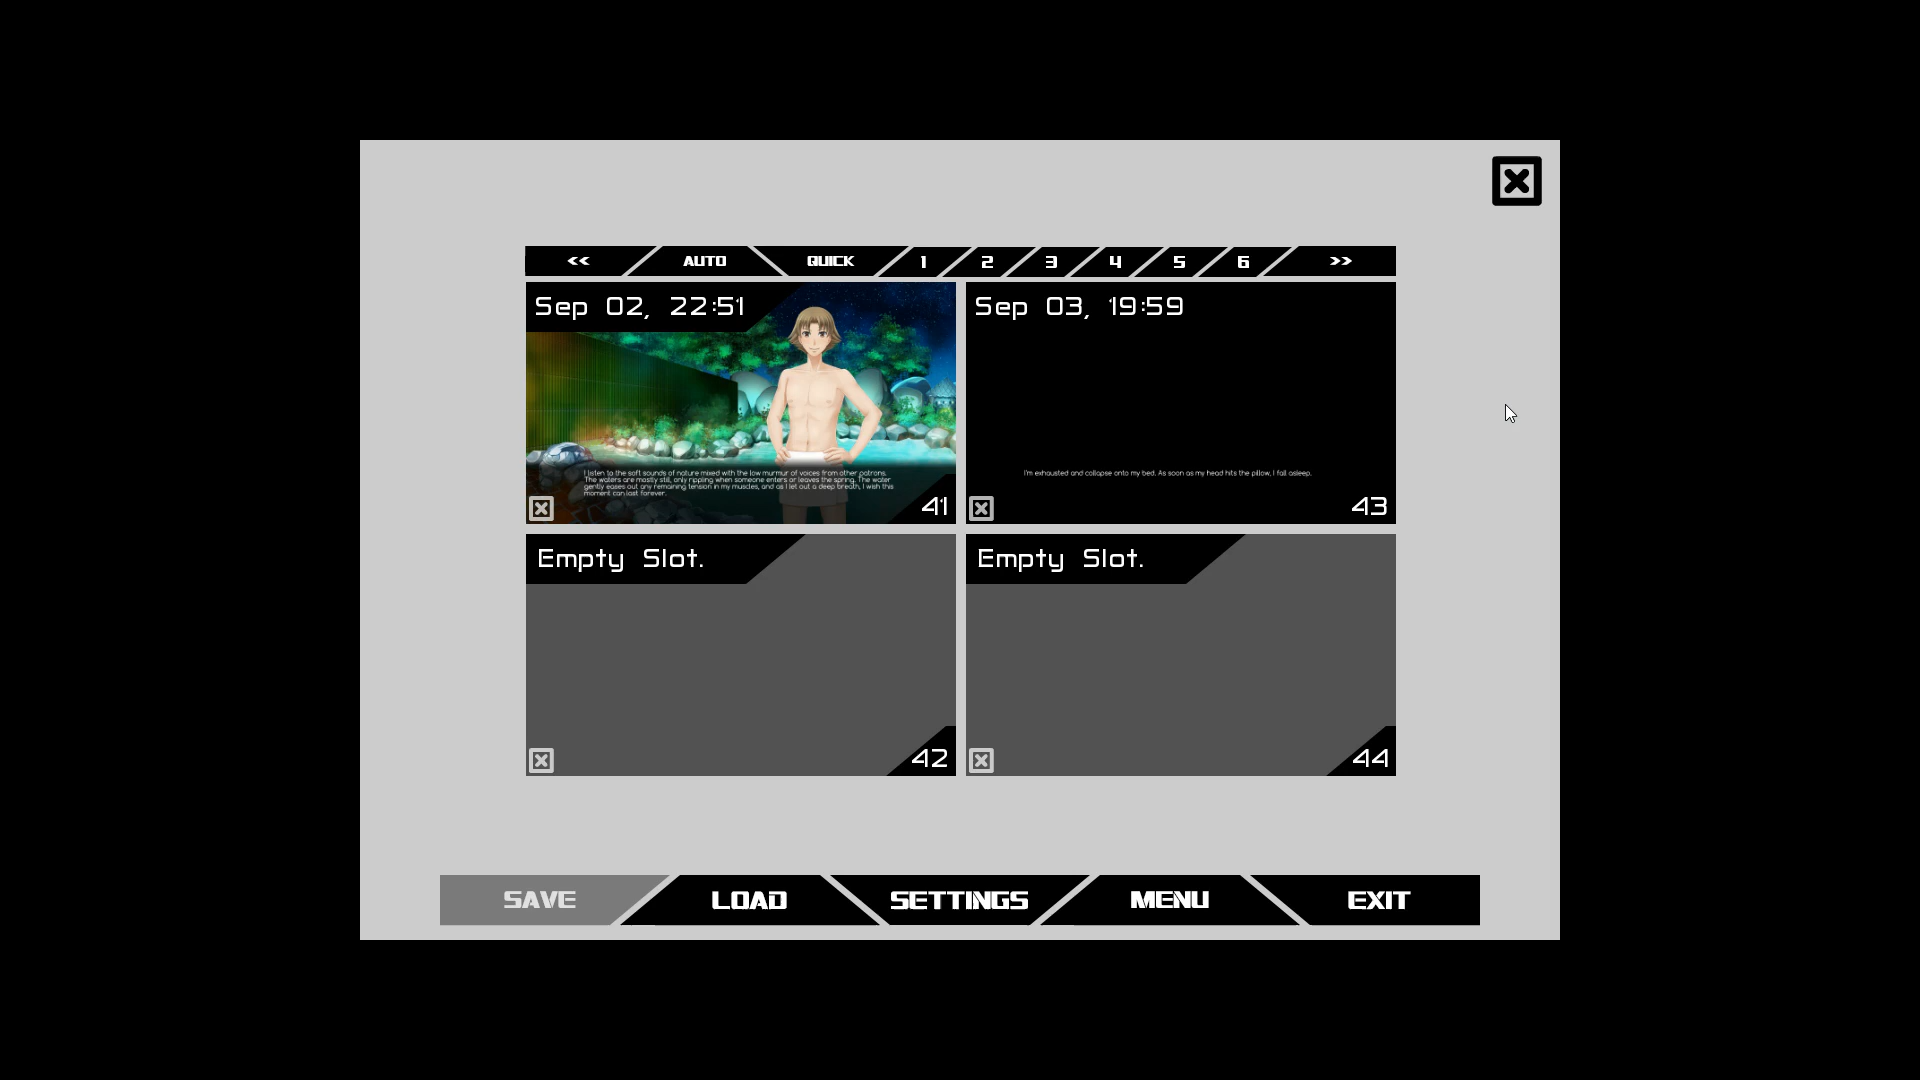 << AUTO QUICK 1 2 3 4 5 6 >>
Sep 02, 22:51
I listen to the soft sounds of nature mixed with the low murmur of voices from other patrons.
The waters are mostly still, only rippling when someone enters or leaves the spring. The water
gently eases out any remaining tension in my muscles, and as I let out a deep breath, I wish this
moment can last forever.
41
Sep 03, 19:59
I'm exhausted and collapse onto my bed. As soon as my head hits the pillow, I fall asleep.
43
Empty Slot.
42
Empty Slot.
44
SAVE LOAD SETTINGS MENU EXIT